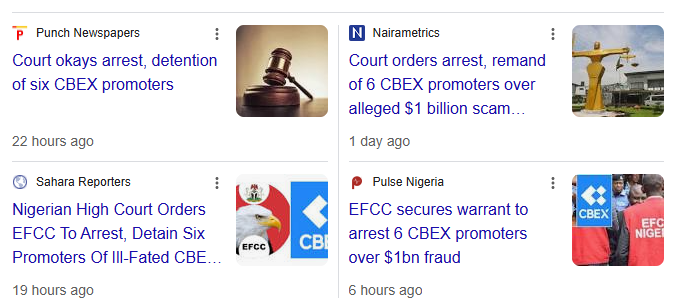 Punch Newspapers
Court okays arrest, detention
of six CBEX promoters
22 hours ago
Nairametrics
Court orders arrest, remand
of 6 CBEX promoters over
alleged $1 billion scam…
1 day ago
Sahara Reporters
Nigerian High Court Orders
EFCC To Arrest, Detain Six
Promoters Of Ill-Fated CBE…
EFCC
CBE
19 hours ago
Pulse Nigeria
EFCC secures warrant to
arrest 6 CBEX promoters
over $1bn fraud
CBEX
EFC
NIGE
6 hours ago